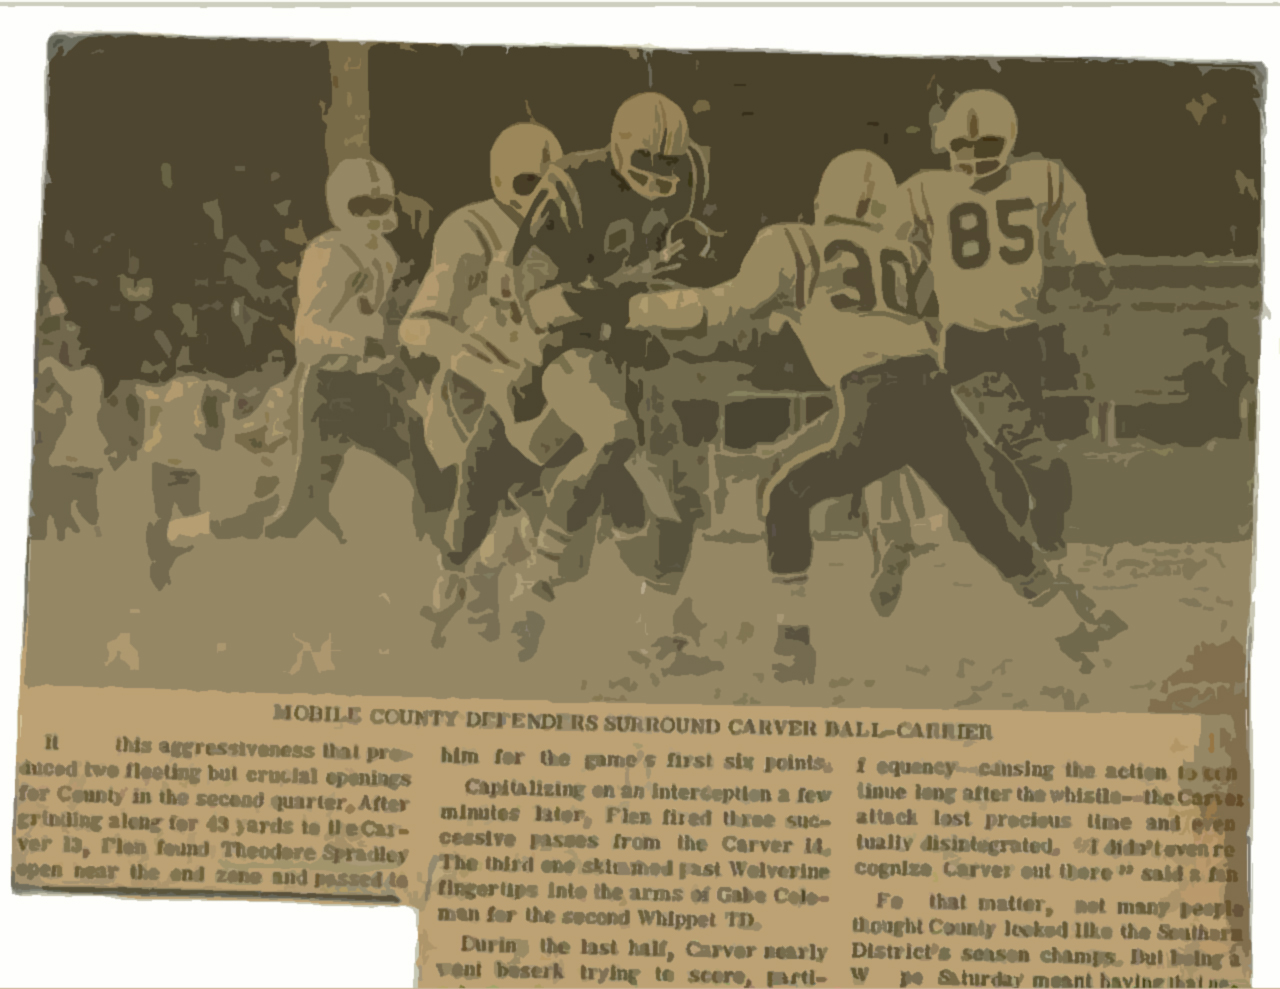 85
30
MOBILE COUNTY DEFENDERS SURROUND CARVER BALL-CARRIER
It this aggressiveness that pro-
duced two fleeting but crucial openings
for County in the second quarter. After
grinding along for 43 yards to the Car-
ver 13, Flen found Theodore Spradley
open near the end zone and passed to
him for the game's first six points.
Capitalizing on an interception a few
minutes later, Flen fired three suc-
cessive passes from the Carver 14.
The third one skimmed past Wolverine
fingertips into the arms of Gabe Cole-
man for the second Whippet TD.
Durin the last half, Carver nearly
went beserk trying to score, parti-
f equency—causing the action to con
tinue long after the whistle—the Carver
attack lost precious time and even
tually disintegrated. "I didn't even re
cognize Carver out there" said a fan
Fo that matter, not many people
thought County looked like the Southern
District's season champs. But being a
W pe Saturday meant having that ne-